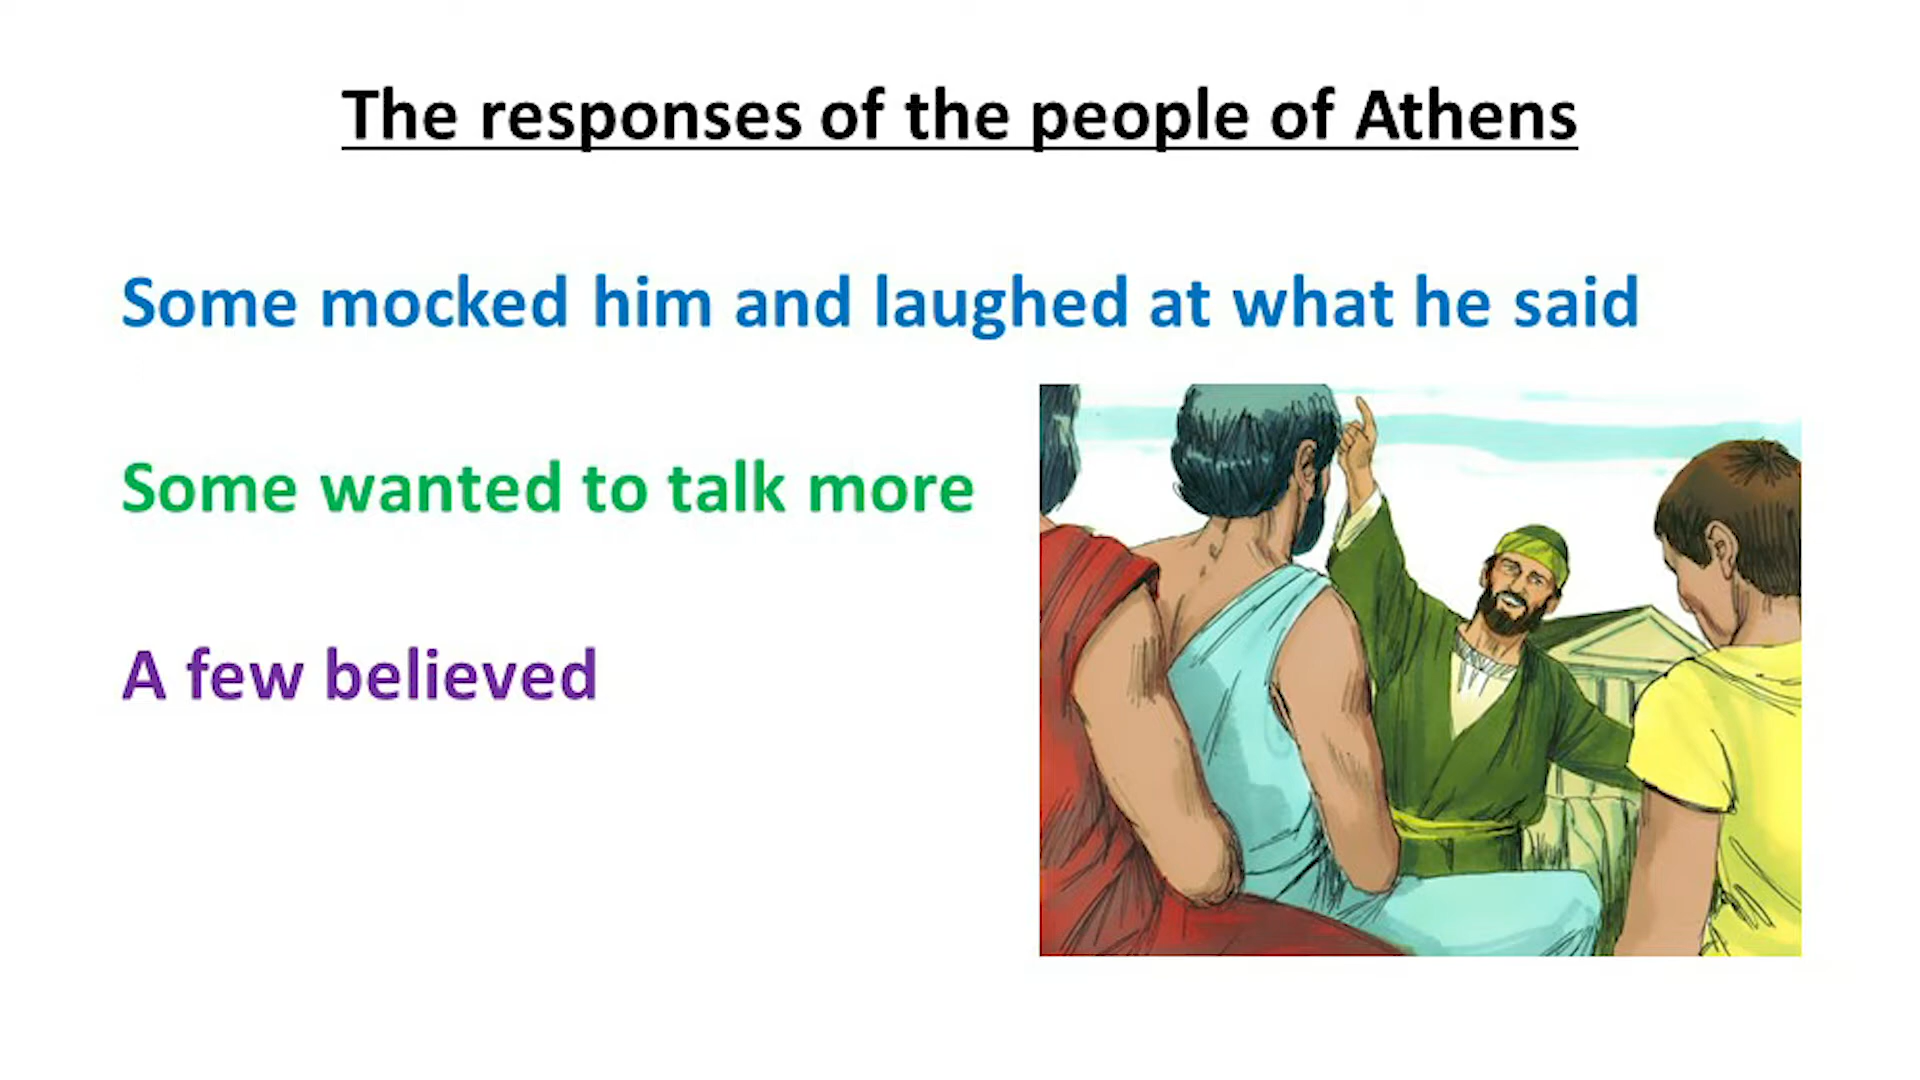 The responses of the people of Athens
Some mocked him and laughed at what he said
Some wanted to talk more
A few believed